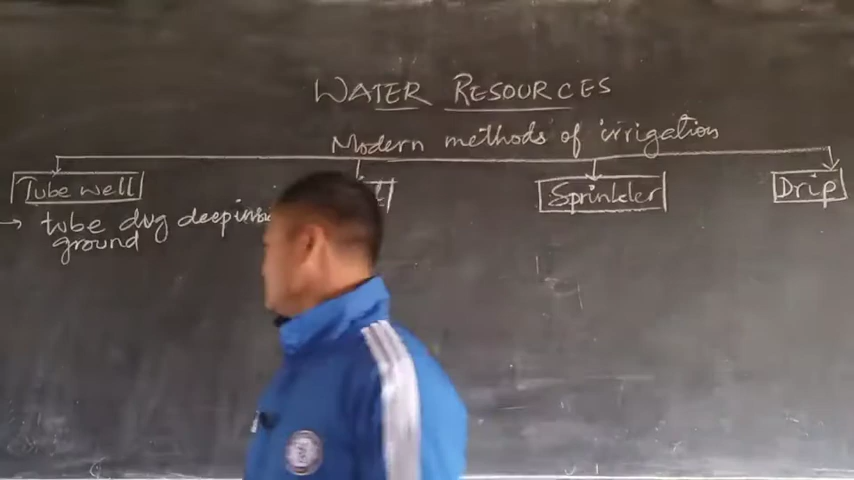 WATER RESOURCES
Modern methods of irrigation
Tube well
Sprinkler
Drip
→ tube dug deep
ground